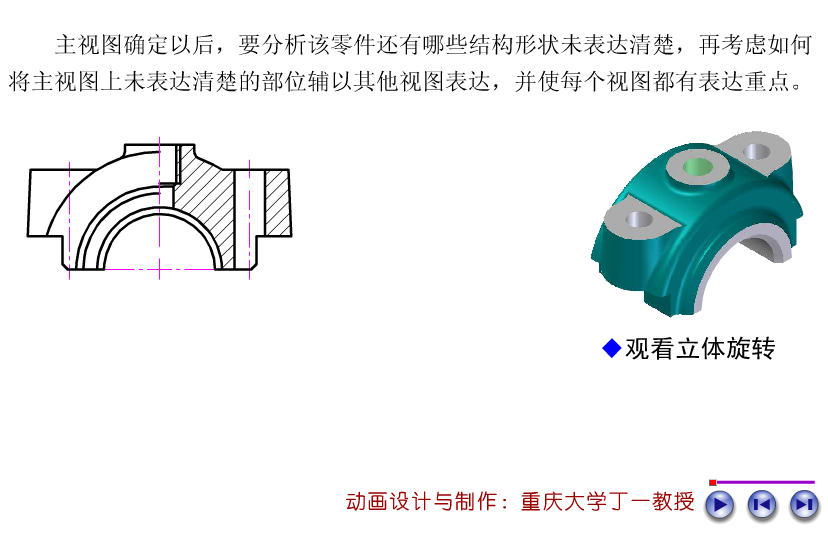 主视图确定以后，要分析该零件还有哪些结构形状未表达清楚，再考虑如何
将主视图上未表达清楚的部位辅以其他视图表达，并使每个视图都有表达重点。
◆观看立体旋转
动画设计与制作：重庆大学丁一教授